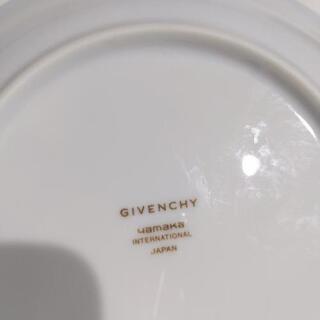 GIVENCHY
yamaka
INTERNATIONAL
JAPAN